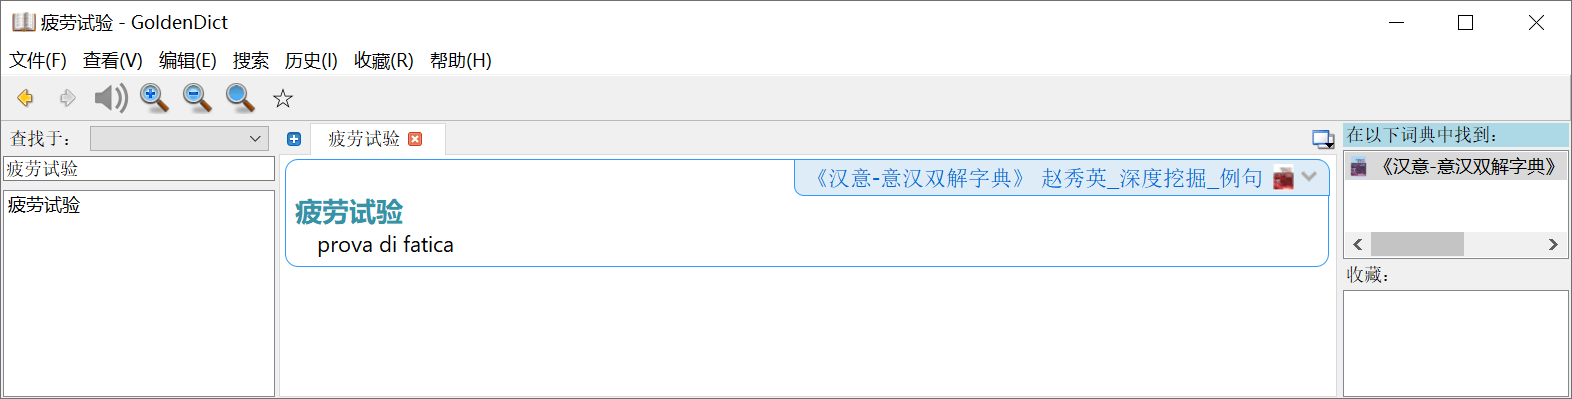 疲劳试验 - GoldenDict
文件(F) 查看(V) 编辑(E) 搜索 历史(I) 收藏(R) 帮助(H)
查找于:
疲劳试验
疲劳试验
疲劳试验
《汉意-意汉双解字典》 赵秀英_深度挖掘_例句
疲劳试验
prova di fatica
在以下词典中找到:
《汉意-意汉双解字典》
收藏: